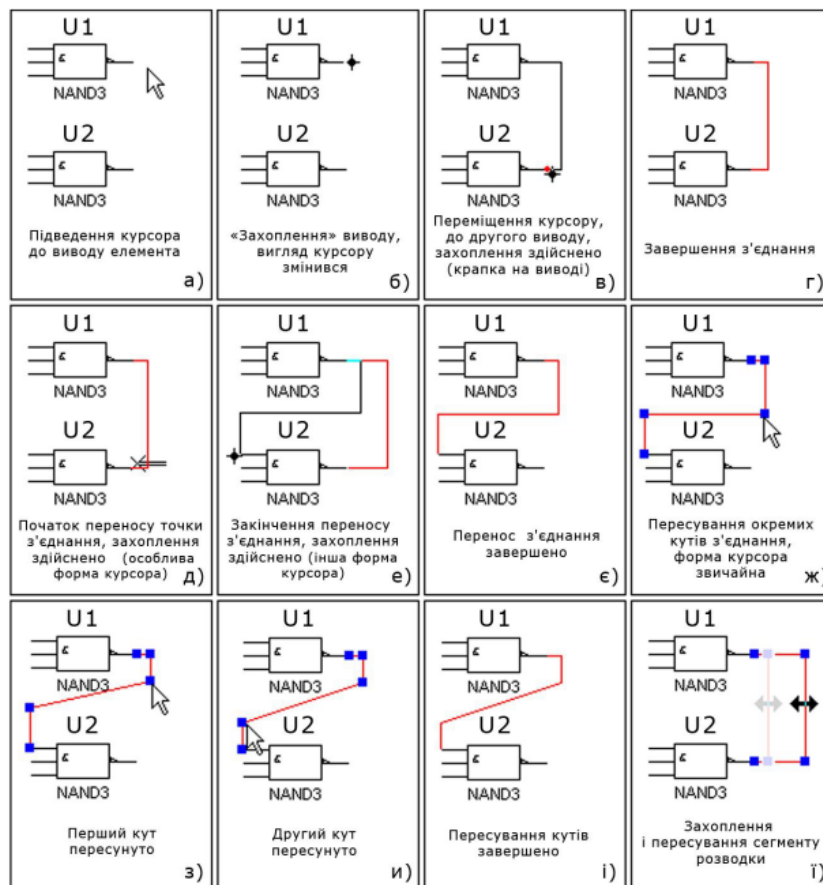 U1
&
NAND3
U2
&
NAND3
Підведення курсора
до виводу елемента
а)
U1
&
NAND3
U2
&
NAND3
«Захоплення» виводу,
вигляд курсору
змінився
б)
U1
&
NAND3
U2
&
NAND3
Переміщення курсору,
до другого виводу,
захоплення здійснено
(крапка на виводі)
в)
U1
&
NAND3
U2
&
NAND3
Завершення з'єднання
г)
U1
&
NAND3
U2
&
NAND3
Початок переносу точки
з'єднання, захоплення
здійснено (особлива
форма курсора)
д)
U1
&
NAND3
U2
&
NAND3
Закінчення переносу
з'єднання, захоплення
здійснено (інша форма
курсора)
е)
U1
&
NAND3
U2
&
NAND3
Перенос з'єднання
завершено
є)
U1
&
NAND3
U2
&
NAND3
Пересування окремих
кутів з'єднання,
форма курсора
звичайна
ж)
U1
&
NAND3
U2
&
NAND3
Перший кут
пересунуто
з)
U1
&
NAND3
U2
&
NAND3
Другий кут
пересунуто
и)
U1
&
NAND3
U2
&
NAND3
Пересування кутів
завершено
і)
U1
&
NAND3
U2
&
NAND3
Захоплення
і пересування сегменту
розводки
ї)